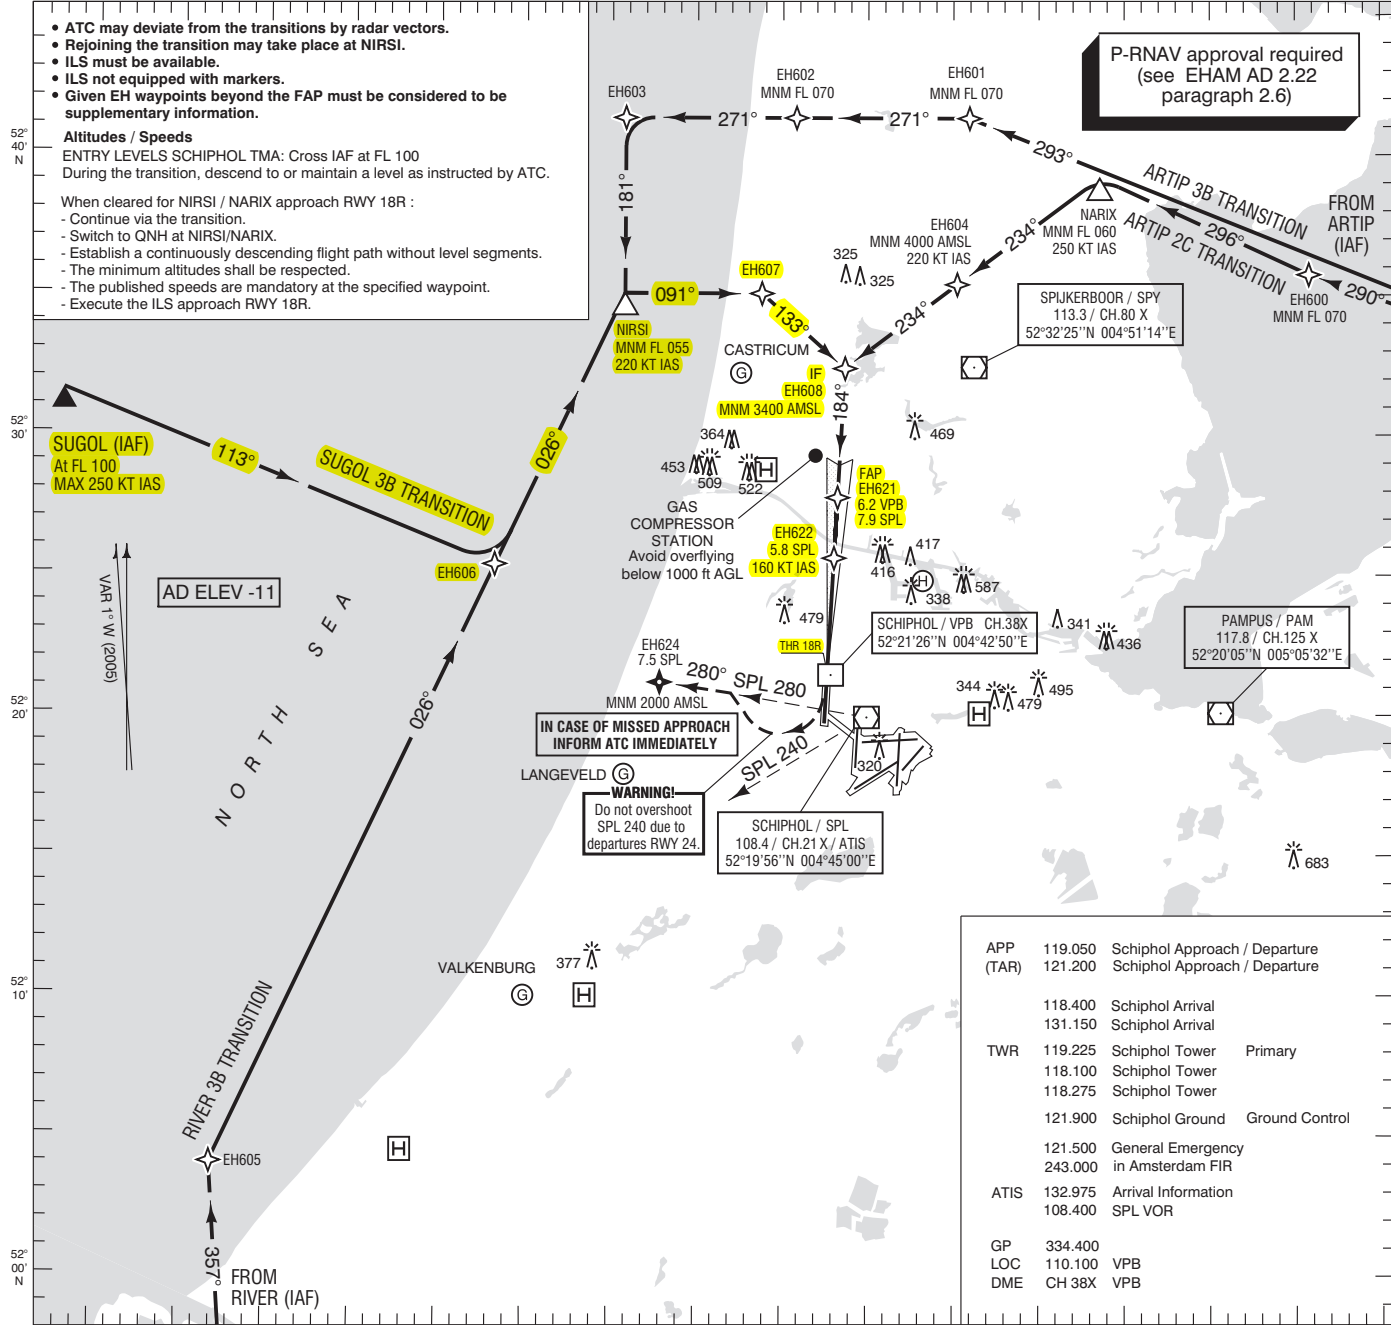 • ATC may deviate from the transitions by radar vectors.
• Rejoining the transition may take place at NIRSI.
• ILS must be available.
• ILS not equipped with markers.
• Given EH waypoints beyond the FAP must be considered to be
supplementary information.
Altitudes / Speeds
ENTRY LEVELS SCHIPHOL TMA: Cross IAF at FL 100
During the transition, descend to or maintain a level as instructed by ATC.
When cleared for NIRSI / NARIX approach RWY 18R :
- Continue via the transition.
- Switch to QNH at NIRSI/NARIX.
- Establish a continuously descending flight path without level segments.
- The minimum altitudes shall be respected.
- The published speeds are mandatory at the specified waypoint.
- Execute the ILS approach RWY 18R.
P-RNAV approval required
(see EHAM AD 2.22
paragraph 2.6)
EH603
EH602
MNM FL 070
EH601
MNM FL 070
271°
271°
293°
ARTIP 3B TRANSITION
FROM
ARTIP
(IAF)
52°
40'
N
181°
NARIX
MNM FL 060
250 KT IAS
296°
ARTIP 2C TRANSITION
290°
EH600
MNM FL 070
EH604
MNM 4000 AMSL
220 KT IAS
234°
234°
325
325
EH607
091°
133°
NIRSI
MNM FL 055
220 KT IAS
SPIJKERBOOR / SPY
113.3 / CH.80 X
52°32'25''N 004°51'14''E
CASTRICUM
G
IF
EH608
MNM 3400 AMSL
184°
52°
30'
SUGOL (IAF)
At FL 100
MAX 250 KT IAS
113°
SUGOL 3B TRANSITION
026°
364
453
509
522
H
469
GAS
COMPRESSOR
STATION
Avoid overflying
below 1000 ft AGL
FAP
EH621
6.2 VPB
7.9 SPL
EH622
5.8 SPL
160 KT IAS
EH606
416
417
H
338
587
VAR 1° W (2005)
AD ELEV -11
NORTH SEA
479
THR 18R
SCHIPHOL / VPB CH.38X
52°21'26''N 004°42'50''E
341
436
PAMPUS / PAM
117.8 / CH.125 X
52°20'05''N 005°05'32''E
EH624
7.5 SPL
280°
SPL 280
MNM 2000 AMSL
344
479
495
H
52°
20'
026°
IN CASE OF MISSED APPROACH
INFORM ATC IMMEDIATELY
SPL 240
320
LANGEVELD
G
WARNING!
Do not overshoot
SPL 240 due to
departures RWY 24.
SCHIPHOL / SPL
108.4 / CH.21 X / ATIS
52°19'56''N 004°45'00''E
683
VALKENBURG
G
377
H
52°
10'
RIVER 3B TRANSITION
H
EH605
357°
FROM
RIVER (IAF)
52°
00'
N
APP 119.050 Schiphol Approach / Departure
(TAR) 121.200 Schiphol Approach / Departure
118.400 Schiphol Arrival
131.150 Schiphol Arrival
TWR 119.225 Schiphol Tower Primary
118.100 Schiphol Tower
118.275 Schiphol Tower
121.900 Schiphol Ground Ground Control
121.500 General Emergency
243.000 in Amsterdam FIR
ATIS 132.975 Arrival Information
108.400 SPL VOR
GP 334.400
LOC 110.100 VPB
DME CH 38X VPB